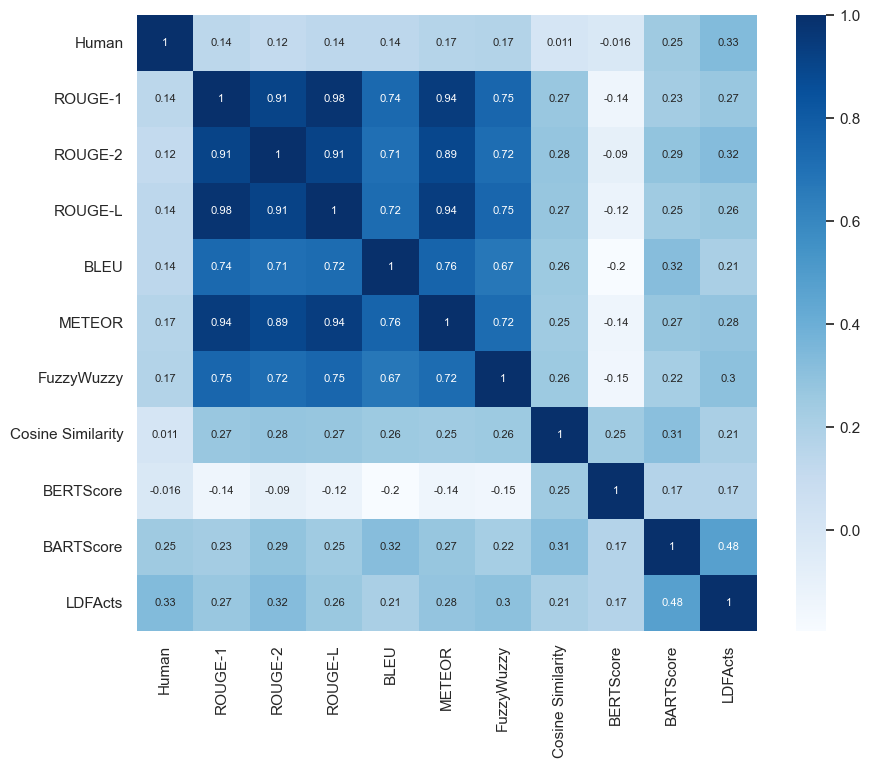 Human 1 0.14 0.12 0.14 0.14 0.17 0.17 0.011 -0.016 0.25 0.33
ROUGE-1 0.14 1 0.91 0.98 0.74 0.94 0.75 0.27 -0.14 0.23 0.27
ROUGE-2 0.12 0.91 1 0.91 0.71 0.89 0.72 0.28 -0.09 0.29 0.32
ROUGE-L 0.14 0.98 0.91 1 0.72 0.94 0.75 0.27 -0.12 0.25 0.26
BLEU 0.14 0.74 0.71 0.72 1 0.76 0.67 0.26 -0.2 0.32 0.21
METEOR 0.17 0.94 0.89 0.94 0.76 1 0.72 0.25 -0.14 0.27 0.28
FuzzyWuzzy 0.17 0.75 0.72 0.75 0.67 0.72 1 0.26 -0.15 0.22 0.3
Cosine Similarity 0.011 0.27 0.28 0.27 0.26 0.25 0.26 1 0.25 0.31 0.21
BERTScore -0.016 -0.14 -0.09 -0.12 -0.2 -0.14 -0.15 0.25 1 0.17 0.17
BARTScore 0.25 0.23 0.29 0.25 0.32 0.27 0.22 0.31 0.17 1 0.48
LDFActs 0.33 0.27 0.32 0.26 0.21 0.28 0.3 0.21 0.17 0.48 1
Human
ROUGE-1
ROUGE-2
ROUGE-L
BLEU
METEOR
FuzzyWuzzy
Cosine Similarity
BERTScore
BARTScore
LDFActs
1.0
0.8
0.6
0.4
0.2
0.0